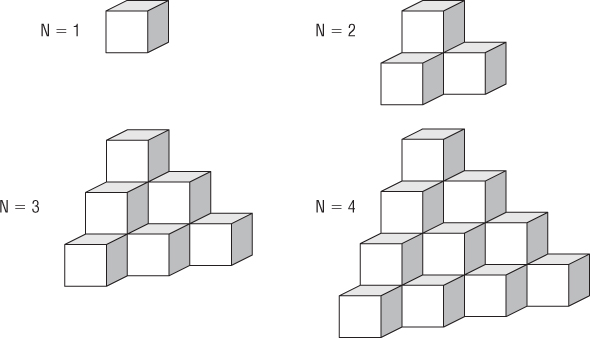 N = 1
N = 2
N = 3
N = 4